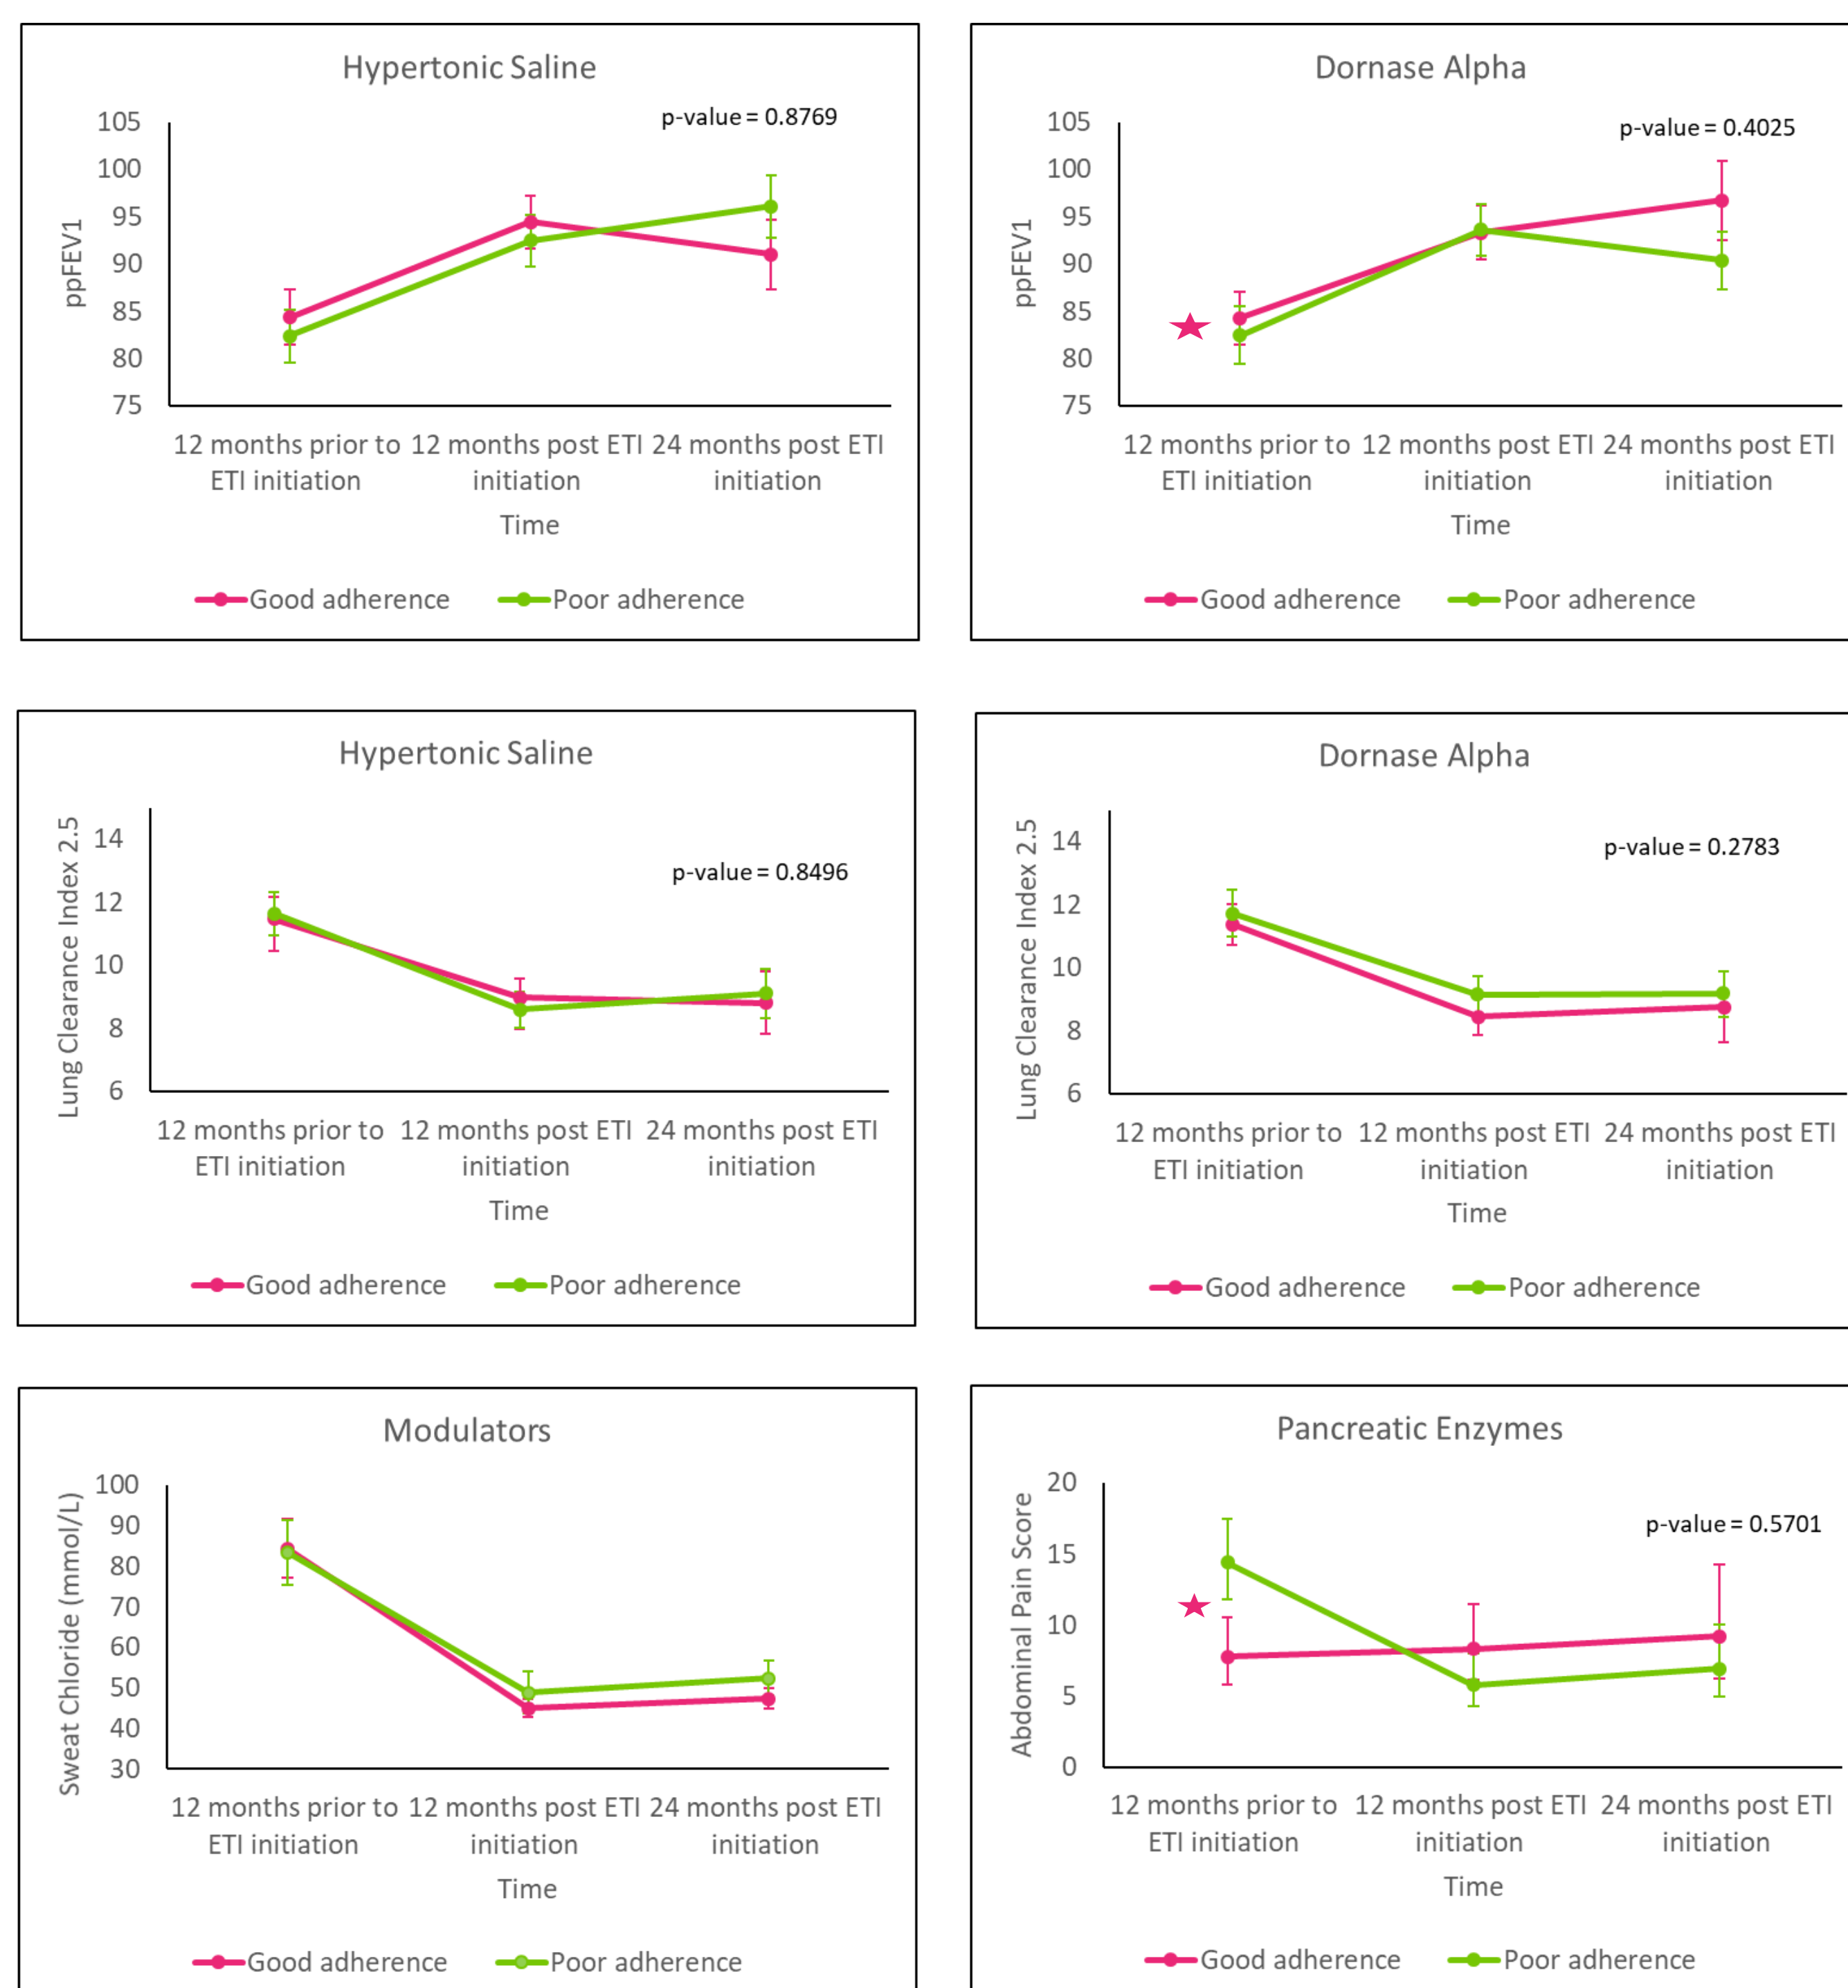 Hypertonic Saline
p-value = 0.8769
105
100
95
90
85
80
75
ppFEV1
12 months prior to ETI initiation
12 months post ETI initiation
24 months post ETI initiation
Time
Good adherence
Poor adherence
Dornase Alpha
p-value = 0.4025
105
100
95
90
85
80
75
ppFEV1
12 months prior to ETI initiation
12 months post ETI initiation
24 months post ETI initiation
Time
Good adherence
Poor adherence
Hypertonic Saline
p-value = 0.8496
14
12
10
8
6
Lung Clearance Index 2.5
12 months prior to ETI initiation
12 months post ETI initiation
24 months post ETI initiation
Time
Good adherence
Poor adherence
Dornase Alpha
p-value = 0.2783
14
12
10
8
6
Lung Clearance Index 2.5
12 months prior to ETI initiation
12 months post ETI initiation
24 months post ETI initiation
Time
Good adherence
Poor adherence
Modulators
100
90
80
70
60
50
40
30
Sweat Chloride (mmol/L)
12 months prior to ETI initiation
12 months post ETI initiation
24 months post ETI initiation
Time
Good adherence
Poor adherence
Pancreatic Enzymes
p-value = 0.5701
20
15
10
5
0
Abdominal Pain Score
12 months prior to ETI initiation
12 months post ETI initiation
24 months post ETI initiation
Time
Good adherence
Poor adherence